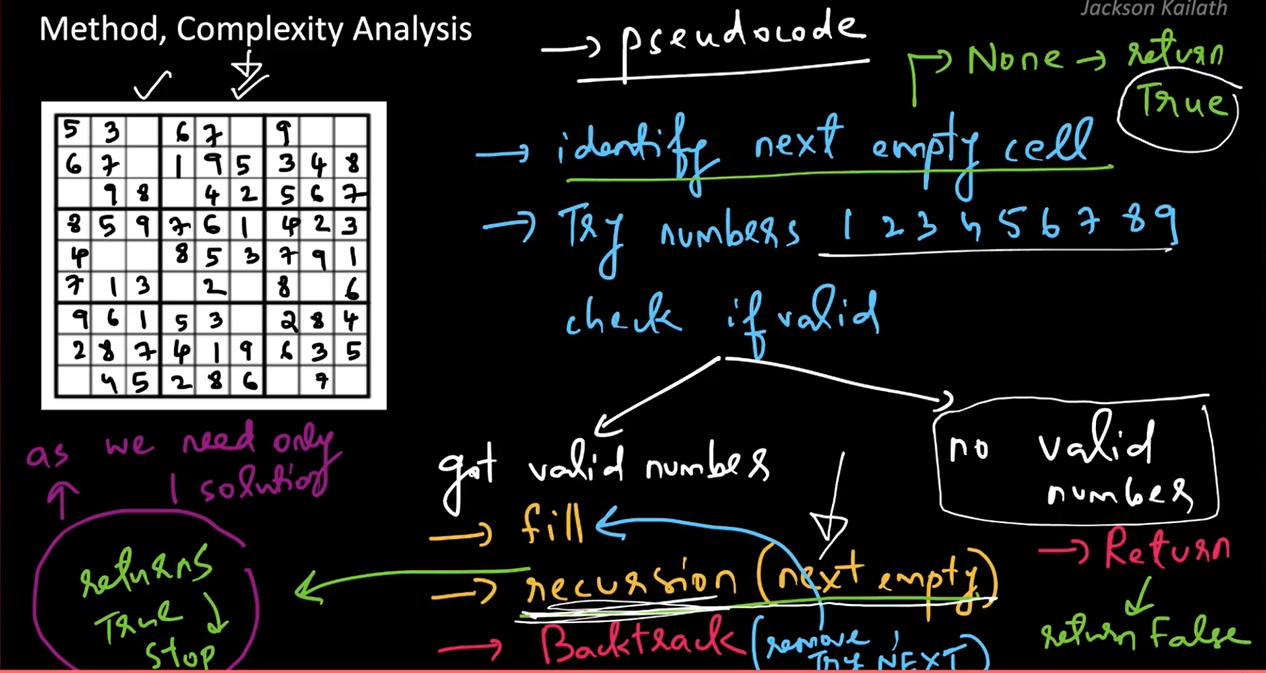 Jackson Kailath
Method, Complexity Analysis
→ pseudocode
None → return
True
5 3 6 7 9
6 7 1 9 5 3 4 8
9 8 4 2 5 6 7
8 5 9 7 6 1 4 2 3
4 8 5 3 7 9 1
7 1 3 2 8 6
9 6 1 5 3 2 8 4
2 8 7 4 1 9 6 3 5
4 5 2 8 6 7
→ identify next empty cell
→ Try numbers 1 2 3 4 5 6 7 8 9
check if valid
got valid number
→ fill
→ recursion (next empty)
→ Backtrack (remove,
Try NEXT)
no valid
number
→ Return
return False
as we need only
1 solution
returns
True
stop